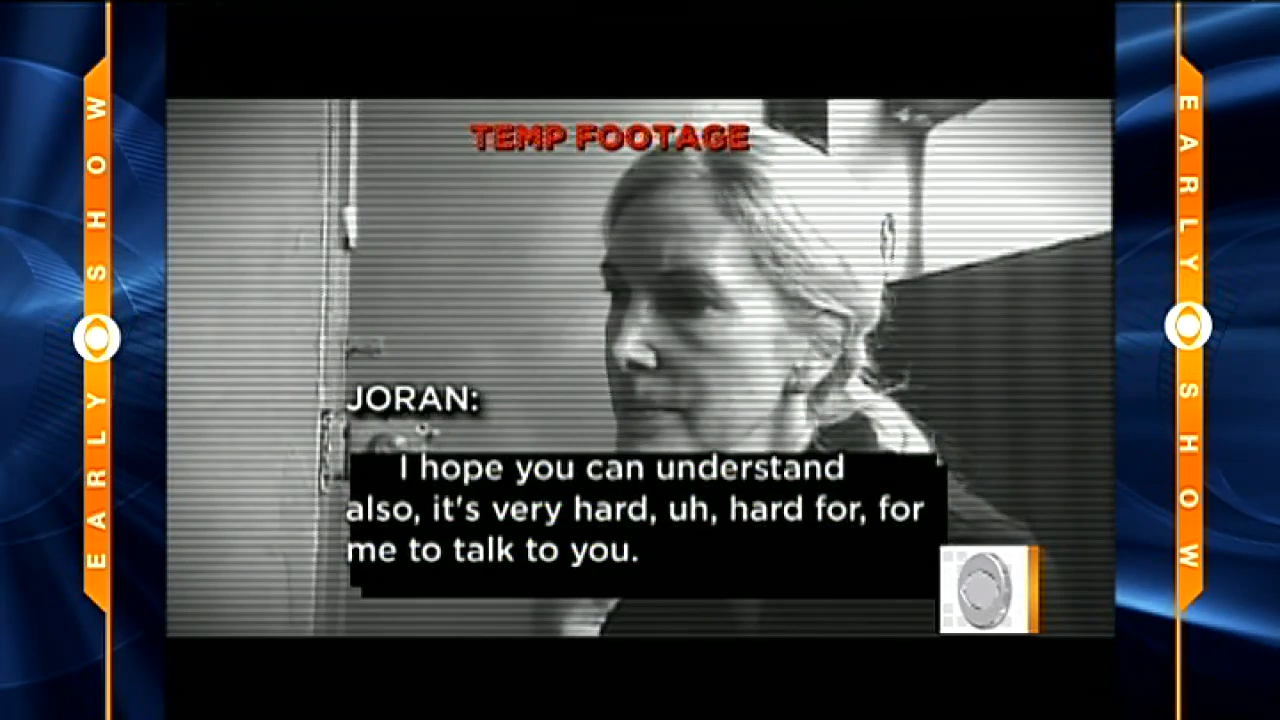 EARLY SHOW
TEMP FOOTAGE
JORAN:
I hope you can understand
also, it's very hard, uh, hard for, for
me to talk to you.
EARLY SHOW